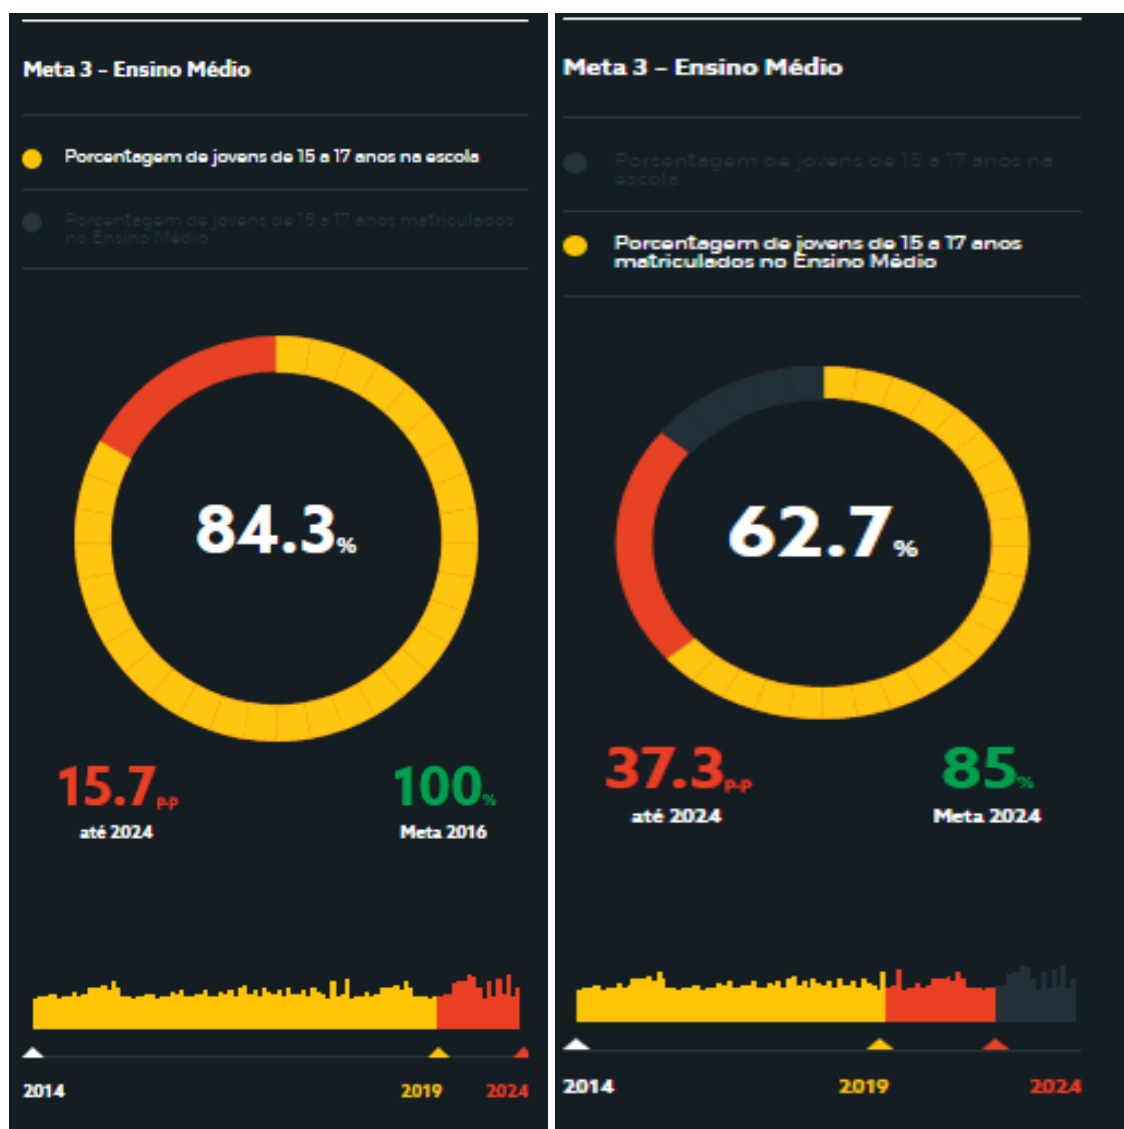 Meta 3 – Ensino Médio
Porcentagem de jovens de 15 a 17 anos na escola
Porcentagem de jovens de 15 a 17 anos matriculados
no Ensino Médio
84.3%
15.7p.p
até 2024
100%
Meta 2016
2014
2019
2024
Meta 3 – Ensino Médio
Porcentagem de jovens de 15 a 17 anos na
escola
Porcentagem de jovens de 15 a 17 anos
matriculados no Ensino Médio
62.7%
37.3p.p
até 2024
85%
Meta 2024
2014
2019
2024